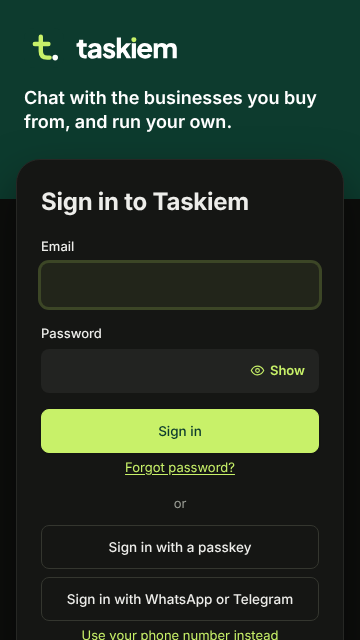 taskiem
Chat with the businesses you buy
from, and run your own.
Sign in to Taskiem
Email
Password
Show
Sign in
Forgot password?
or
Sign in with a passkey
Sign in with WhatsApp or Telegram
Use your phone number instead